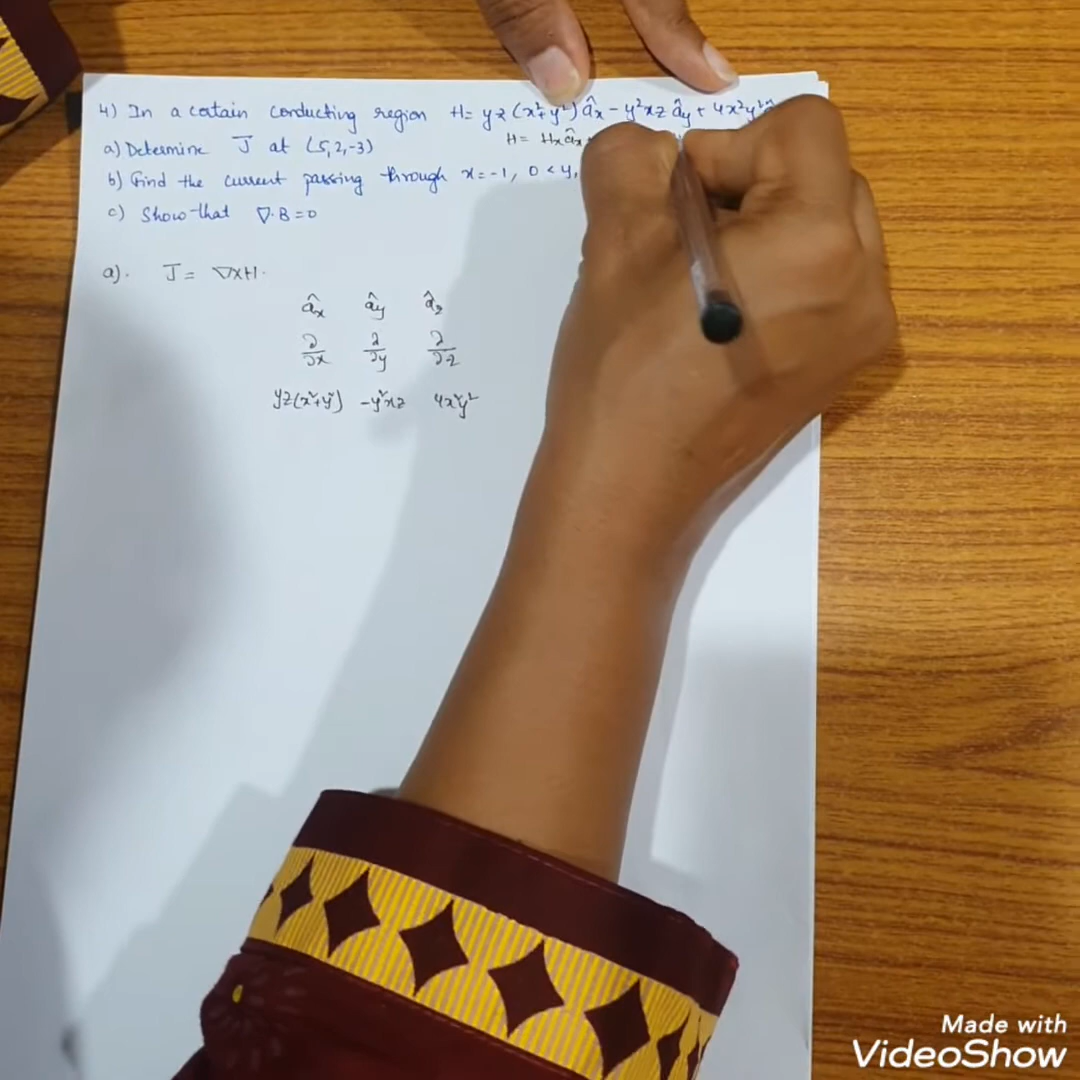 4) In a certain conducting region H = yz (x²+y²) âx - y²xz ây + 4x²y²
H = Hx âx +
a) Determine J at (5, 2, -3)
b) Find the current passing through x = -1, 0 < y,
c) Show that ∇·B = 0
a). J = ∇×H.
âx ây âz
∂/∂x ∂/∂y ∂/∂z
yz(x²+y²) -y²xz 4x²y²
Made with
VideoShow